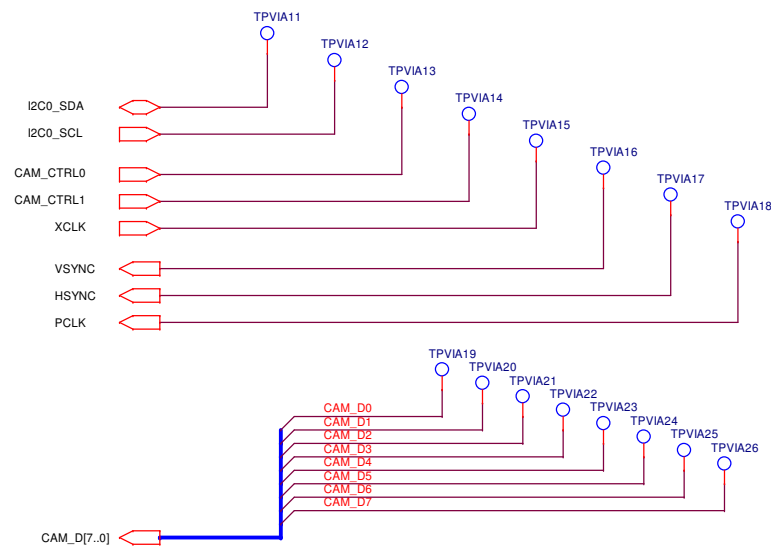 TPVIA11
TPVIA12
TPVIA13
TPVIA14
TPVIA15
TPVIA16
TPVIA17
TPVIA18
I2C0_SDA
I2C0_SCL
CAM_CTRL0
CAM_CTRL1
XCLK
VSYNC
HSYNC
PCLK
TPVIA19
TPVIA20
TPVIA21
TPVIA22
TPVIA23
TPVIA24
TPVIA25
TPVIA26
CAM_D0
CAM_D1
CAM_D2
CAM_D3
CAM_D4
CAM_D5
CAM_D6
CAM_D7
CAM_D[7..0]